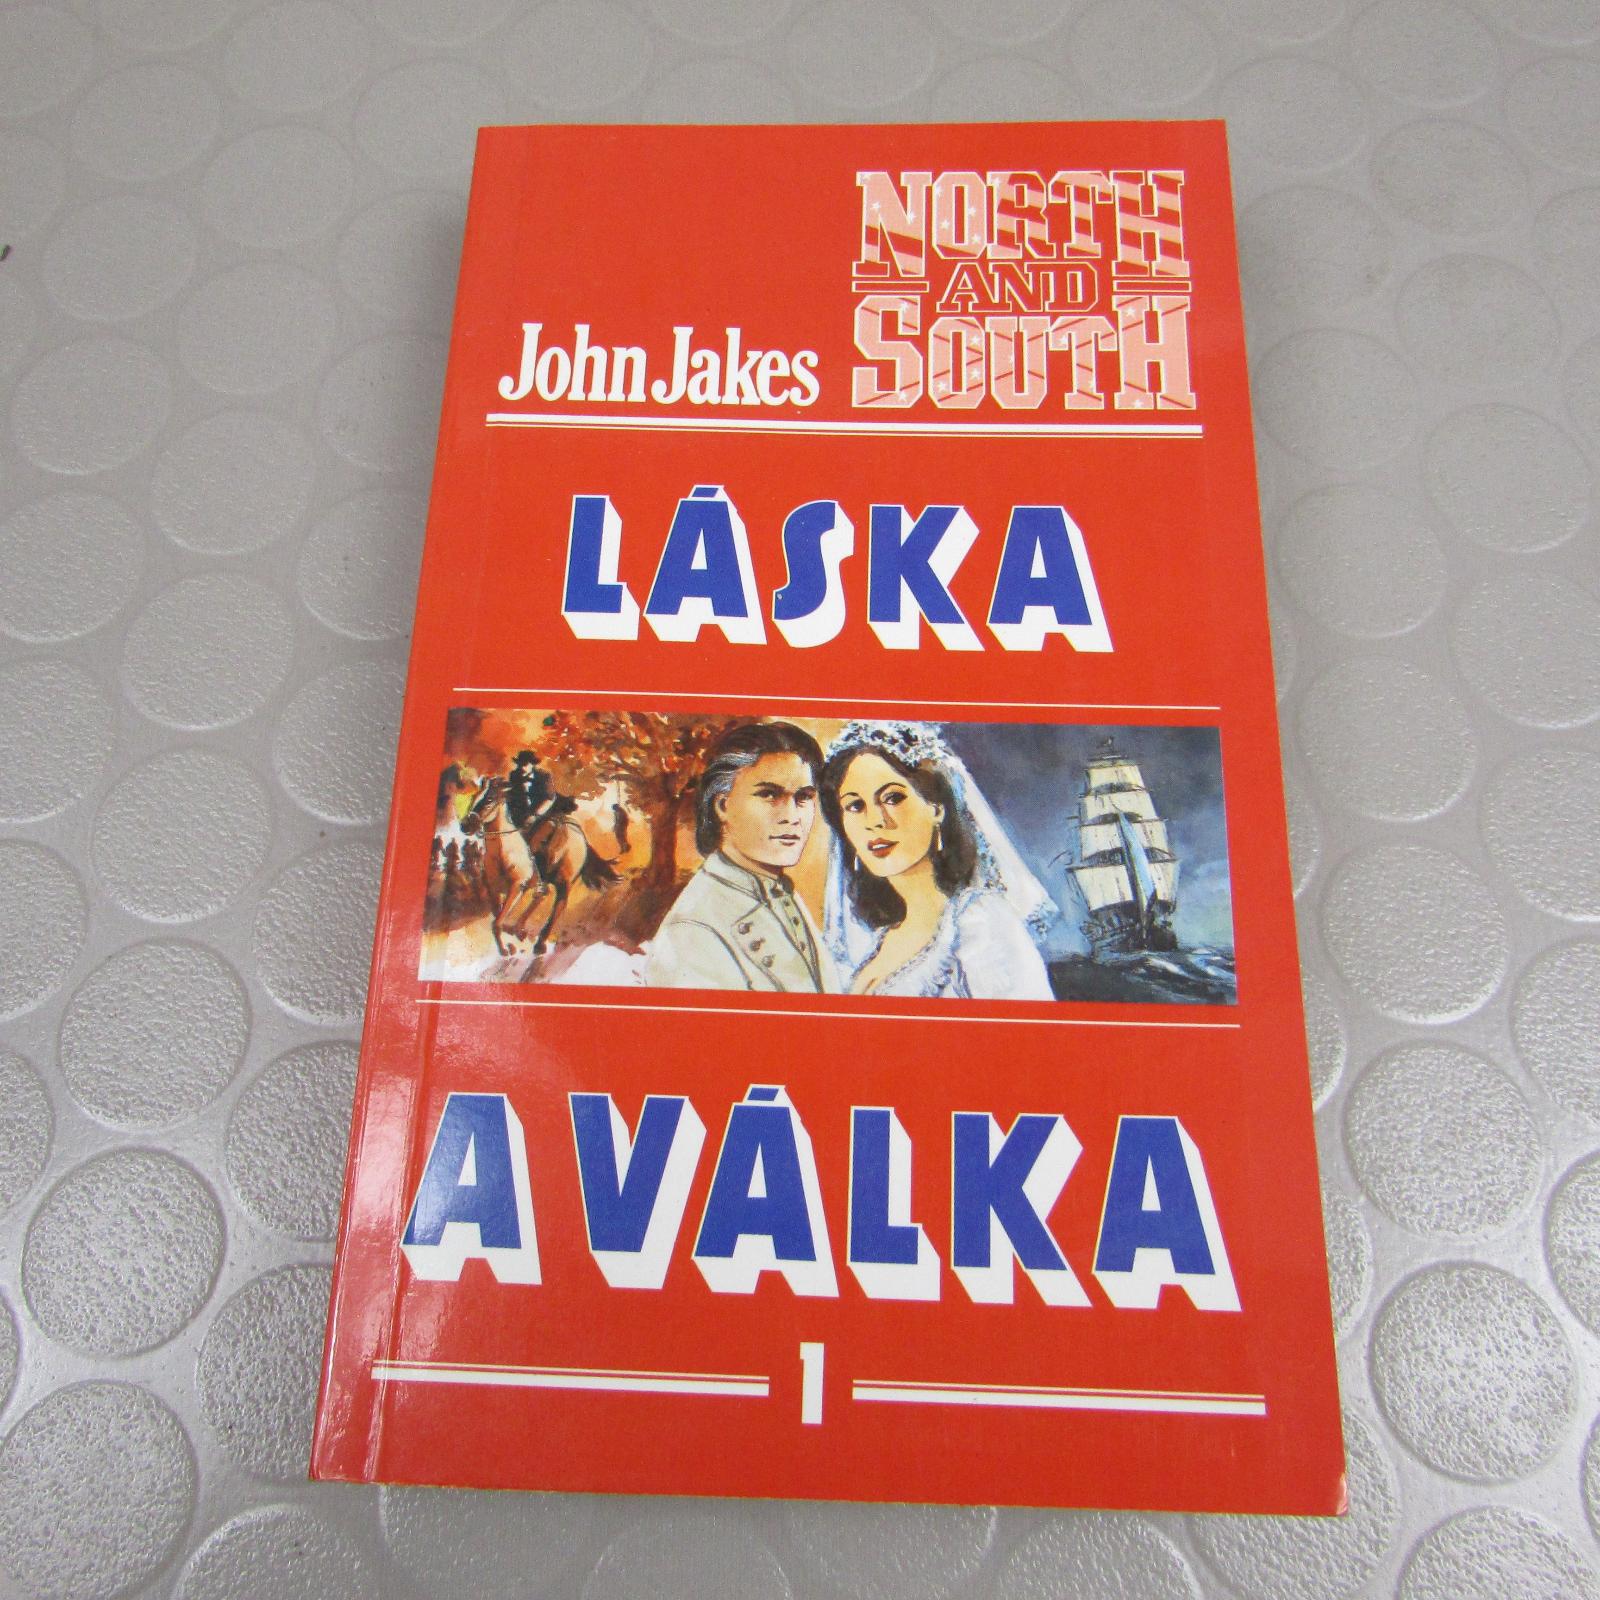 NORTH
AND
SOUTH
John Jakes
LÁSKA
A VÁLKA
1